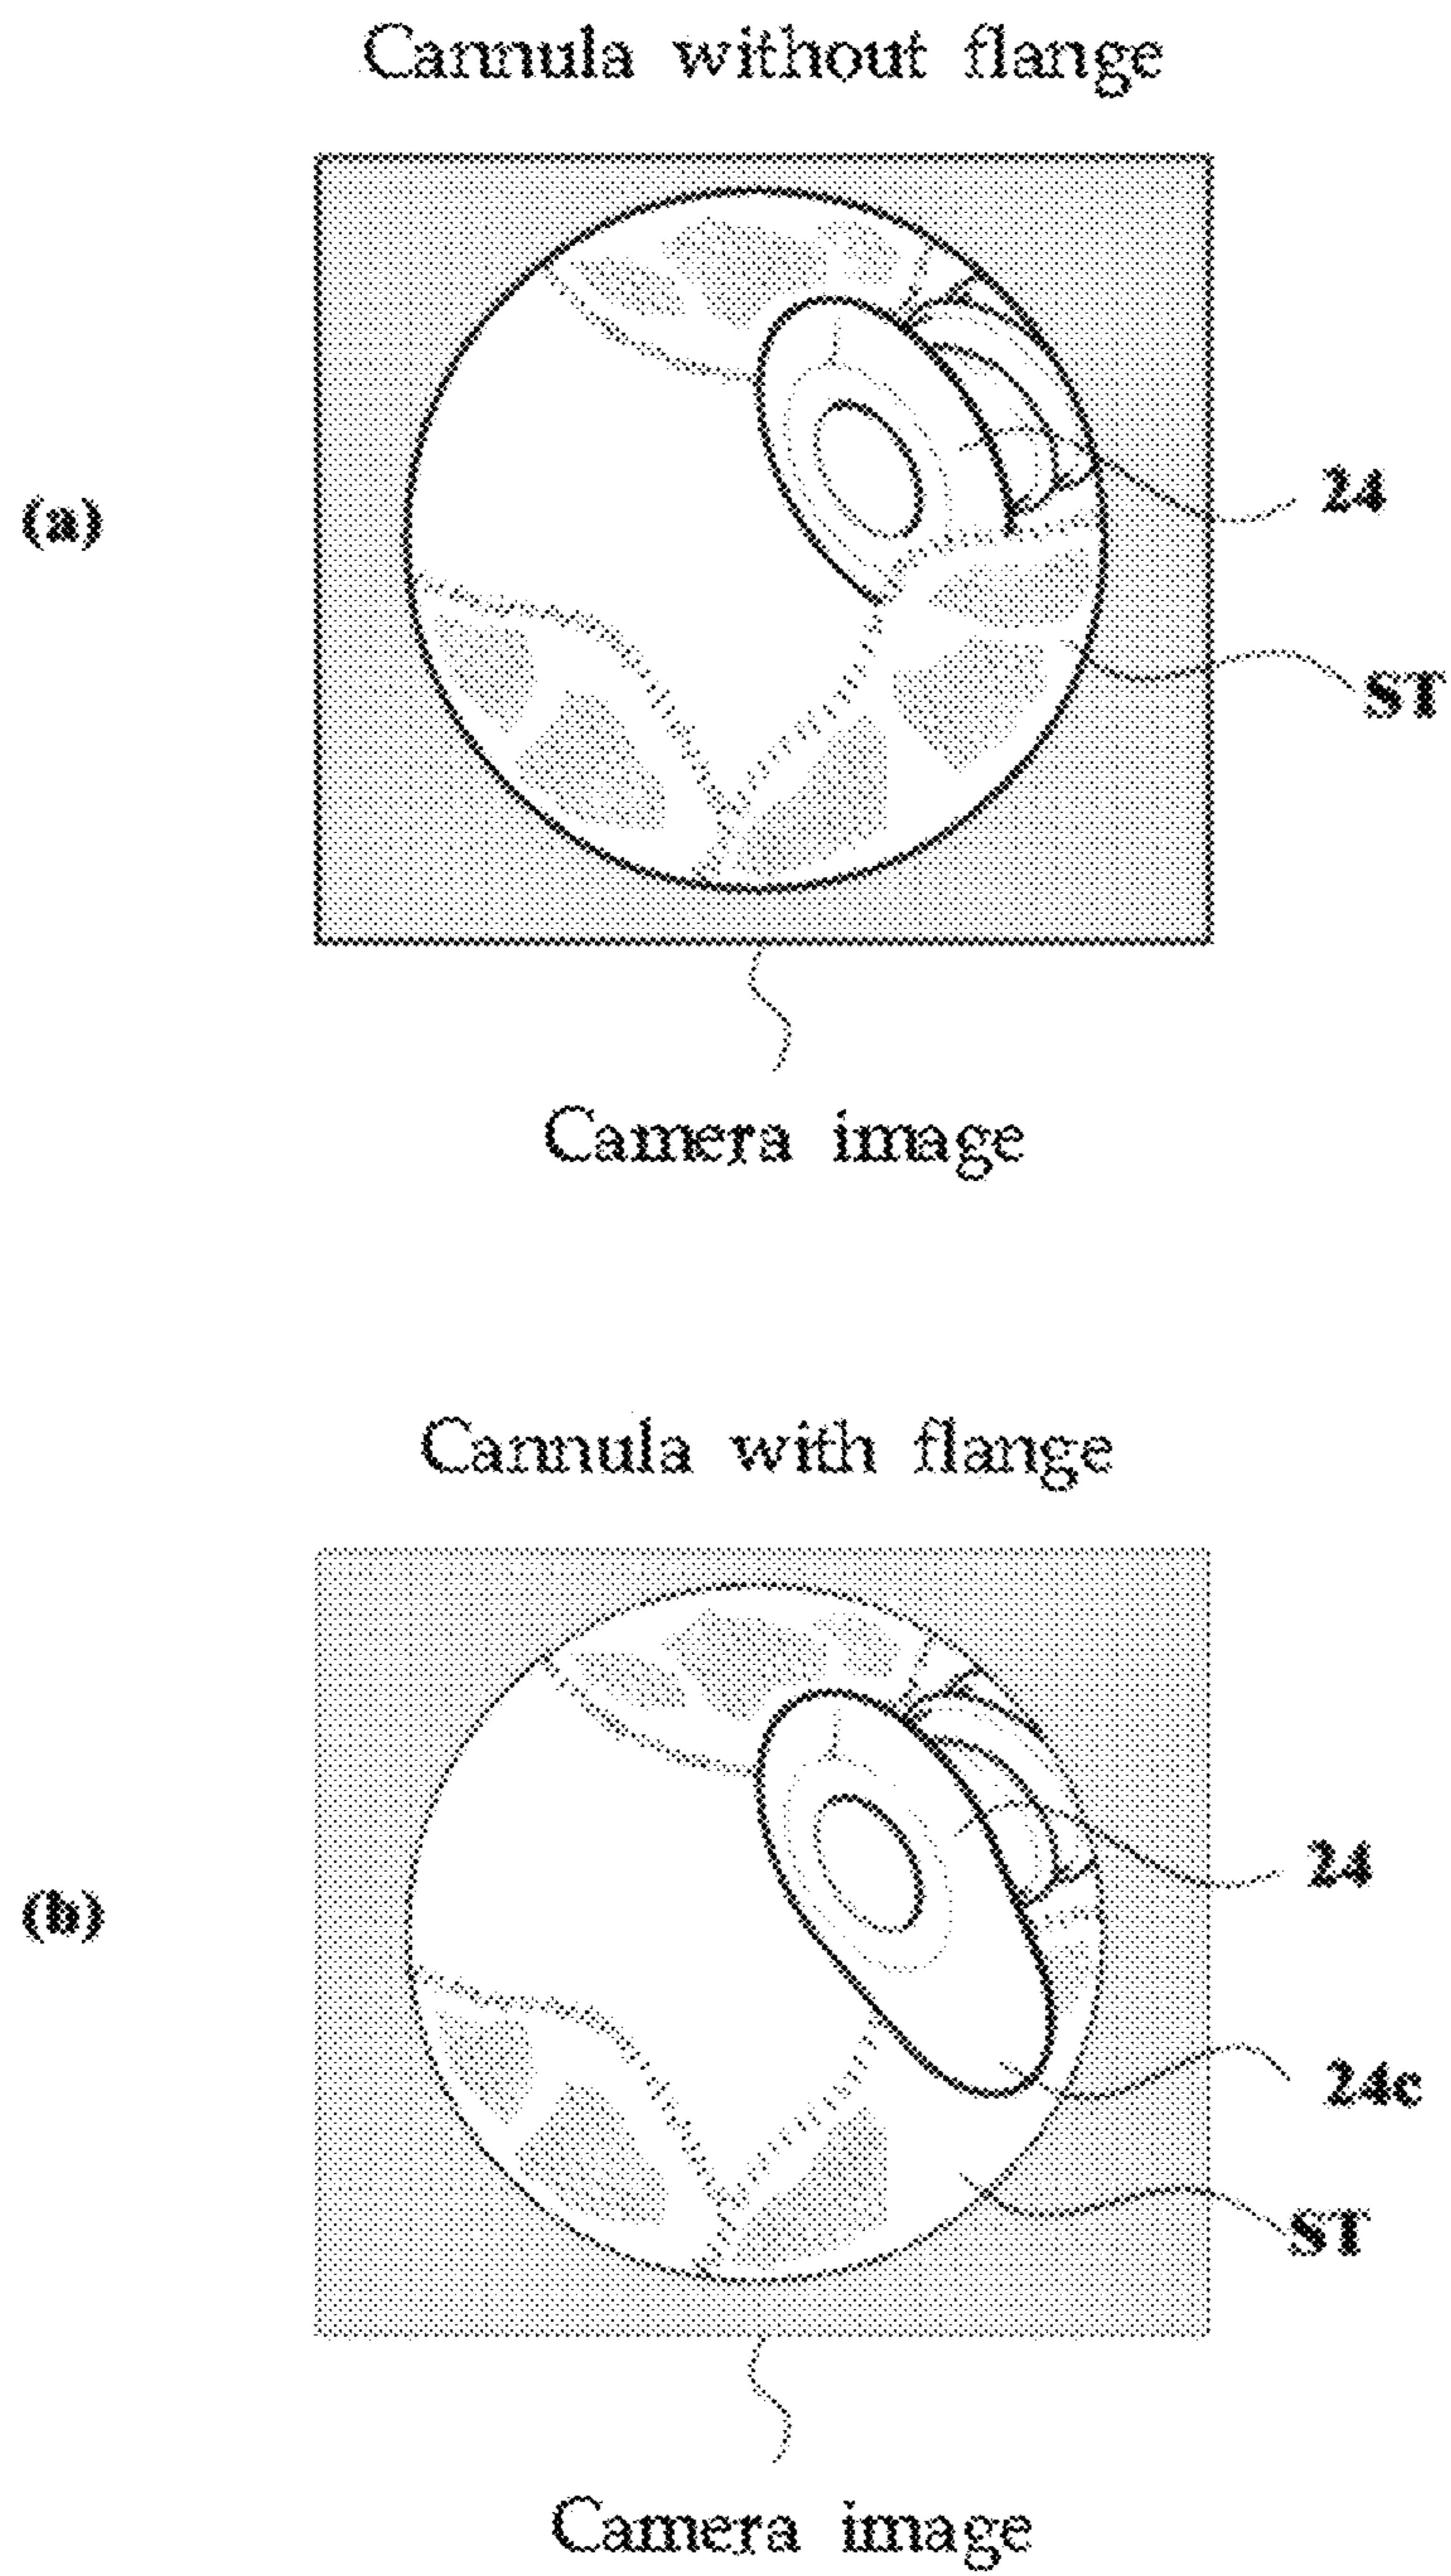 Cannula without flange
(a)
24
ST
Camera image
Cannula with flange
(b)
24
24c
ST
Camera image